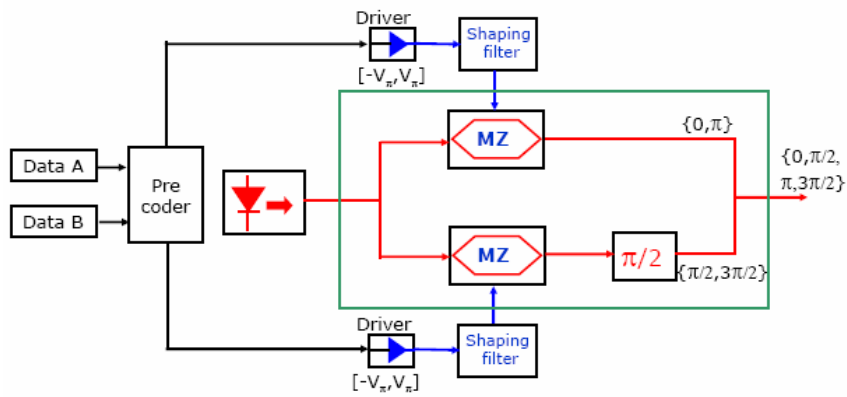 Driver
Shaping
filter
[-Vπ,Vπ]
MZ
{0,π}
Data A
Pre
coder
{0,π/2,
π,3π/2}
Data B
MZ
π/2
{π/2,3π/2}
Driver
Shaping
filter
[-Vπ,Vπ]